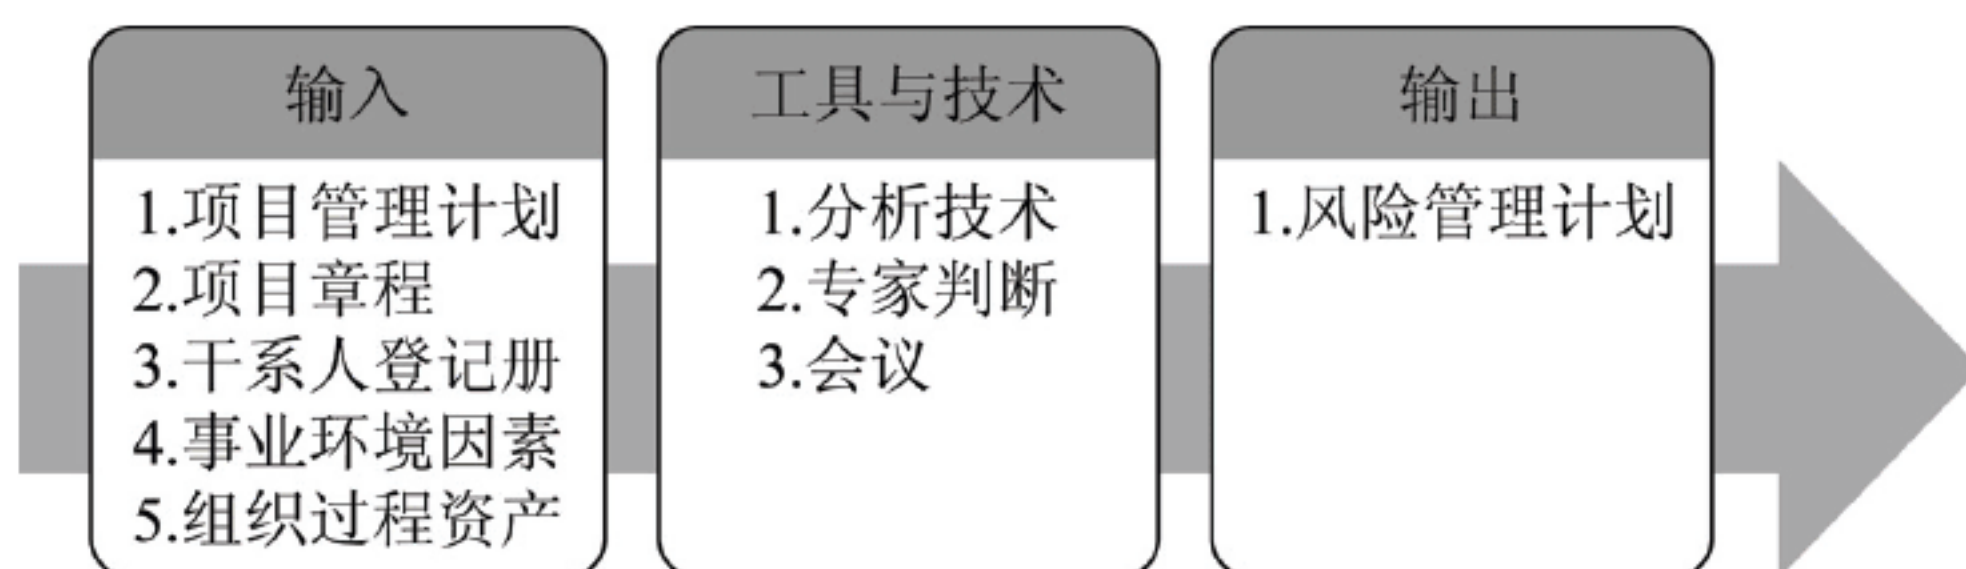 输入
1.项目管理计划
2.项目章程
3.干系人登记册
4.事业环境因素
5.组织过程资产
工具与技术
1.分析技术
2.专家判断
3.会议
输出
1.风险管理计划